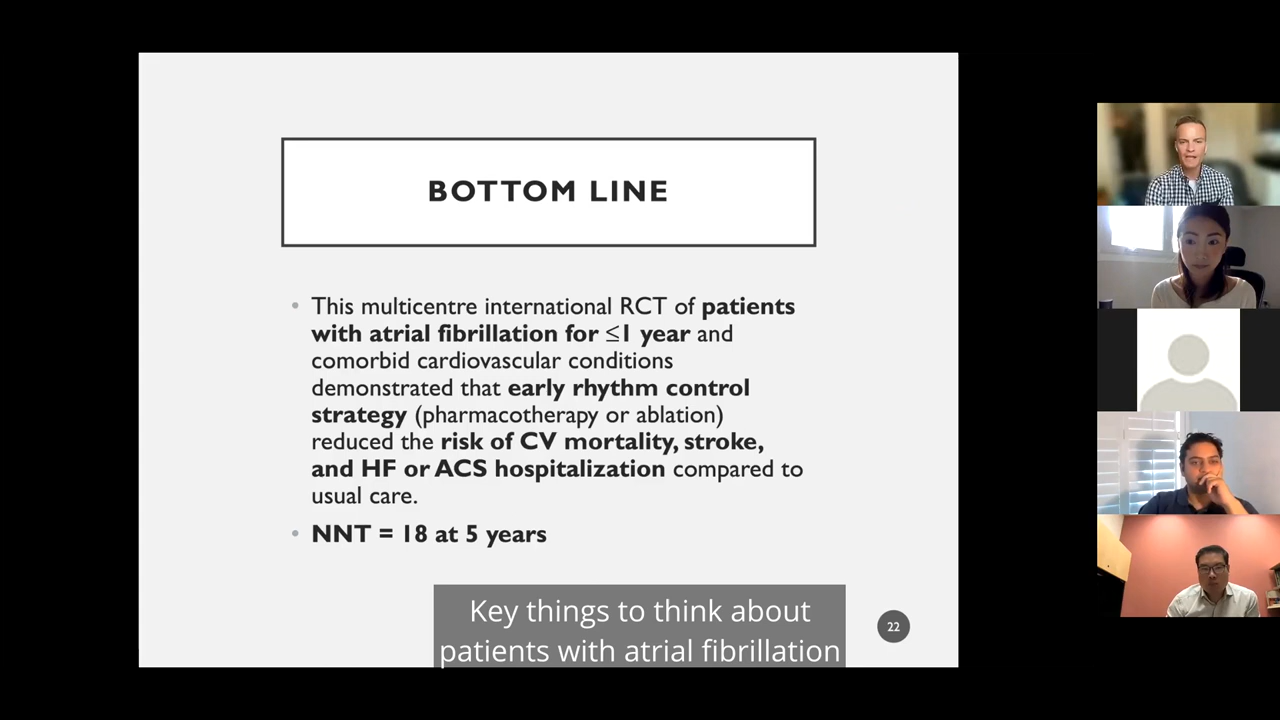 BOTTOM LINE
• This multicentre international RCT of patients
with atrial fibrillation for ≤1 year and
comorbid cardiovascular conditions
demonstrated that early rhythm control
strategy (pharmacotherapy or ablation)
reduced the risk of CV mortality, stroke,
and HF or ACS hospitalization compared to
usual care.
• NNT = 18 at 5 years
Key things to think about
patients with atrial fibrillation
22